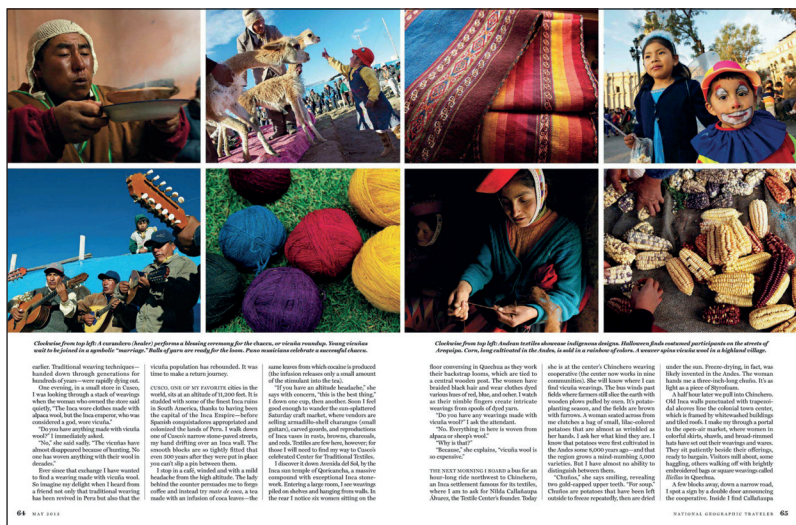 Clockwise from top left: A curandero (healer) performs a blessing ceremony for the chaccu, or vicuña roundup. Young vicuñas
wait to be joined in a symbolic "marriage." Balls of yarn are ready for the loom. Puno musicians celebrate a successful chaccu.
Clockwise from top left: Andean textiles showcase indigenous designs. Halloween finds costumed participants on the streets of
Arequipa. Corn, long cultivated in the Andes, is sold in a rainbow of colors. A weaver spins vicuña wool in a highland village.
earlier. Traditional weaving techniques—
handed down through generations for
hundreds of years—were rapidly dying out.
One evening, in a small store in Cusco,
I was looking through a stack of weavings
when the woman who owned the store said
quietly, "The Inca wore clothes made with
alpaca wool, but the Inca emperor, who was
considered a god, wore vicuña."
"Do you have anything made with vicuña
wool?" I immediately asked.
"No," she said sadly. "The vicuñas have
almost disappeared because of hunting. No
one has woven anything with their wool in
decades."
Ever since that exchange I have wanted
to find a weaving made with vicuña wool.
So imagine my delight when I heard from
a friend not only that traditional weaving
has been revived in Peru but also that the
vicuña population has rebounded. It was
time to make a return journey.
CUSCO, ONE OF MY FAVORITE cities in the
world, sits at an altitude of 11,200 feet. It is
studded with some of the finest Inca ruins
in South America, thanks to having been
the capital of the Inca Empire—before
Spanish conquistadores appropriated and
colonized the lands of Peru. I walk down
one of Cusco's narrow stone-paved streets,
my hand drifting over an Inca wall. The
smooth blocks are so tightly fitted that
even 500 years after they were put in place
you can't slip a pin between them.
I stop in a café, winded and with a mild
headache from the high altitude. The lady
behind the counter persuades me to forgo
coffee and instead try mate de coca, a tea
made with an infusion of coca leaves—the
same leaves from which cocaine is produced
(the infusion releases only a small amount
of the stimulant into the tea).
"If you have an altitude headache," she
says with concern, "this is the best thing."
I down one cup, then another. Soon I feel
good enough to wander the sun-splattered
Saturday craft market, where vendors are
selling armadillo-shell charangos (small
guitars), carved gourds, and reproductions
of Inca vases in rusts, browns, charcoals,
and reds. Textiles are few here, however; for
those I will need to find my way to Cusco's
celebrated Center for Traditional Textiles.
I discover it down Avenida del Sol, by the
Inca sun temple of Qoricancha, a massive
compound with exceptional Inca stone-
work. Entering a large room, I see weavings
piled on shelves and hanging from walls. In
the rear I notice six women sitting on the
floor conversing in Quechua as they work
their backstrap looms, which are tied to
a central wooden post. The women have
braided black hair and wear clothes dyed
various hues of red, blue, and ocher. I watch
as their nimble fingers create intricate
weavings from spools of dyed yarn.
"Do you have any weavings made with
vicuña wool?" I ask the attendant.
"No. Everything in here is woven from
alpaca or sheep's wool."
"Why is that?"
"Because," she explains, "vicuña wool is
so expensive."
THE NEXT MORNING I BOARD a bus for an
hour-long ride northwest to Chinchero,
an Inca settlement famous for its textiles,
where I am to ask for Nilda Callañaupa
Álvarez, the Textile Center's founder. Today
she is at the center's Chinchero weaving
cooperative (the center now works in nine
communities). She will know where I can
find vicuña weavings. The bus winds past
fields where farmers still dice the earth with
wooden plows pulled by oxen. It's potato-
planting season, and the fields are brown
with furrows. A woman seated across from
me clutches a bag of small, lilac-colored
potatoes that are almost as wrinkled as
her hands. I ask her what kind they are. I
know that potatoes were first cultivated in
the Andes some 8,000 years ago—and that
the region grows a mind-numbing 3,000
varieties. But I have almost no ability to
distinguish between them.
"Chuños," she says smiling, revealing
two gold-capped upper teeth. "For soup."
Chuños are potatoes that have been left
outside to freeze repeatedly, then are dried
under the sun. Freeze-drying, in fact, was
likely invented in the Andes. The woman
hands me a three-inch-long chuño. It's as
light as a piece of Styrofoam.
A half hour later we pull into Chinchero.
Old Inca walls punctuated with trapezoi-
dal alcoves line the colonial town center,
which is framed by whitewashed buildings
and tiled roofs. I make my through a portal
to the open-air market, where women in
colorful skirts, shawls, and broad-rimmed
hats have set out their weavings and wares.
They sit patiently beside their offerings,
ready to bargain. Visitors mill about, some
haggling, others walking off with brightly
embroidered bags or square weavings called
lliclias in Quechua.
A few blocks away, down a narrow road,
I spot a sign by a double door announcing
the cooperative. Inside I find Callañaupa
64 MAY 2013
NATIONAL GEOGRAPHIC TRAVELER 65